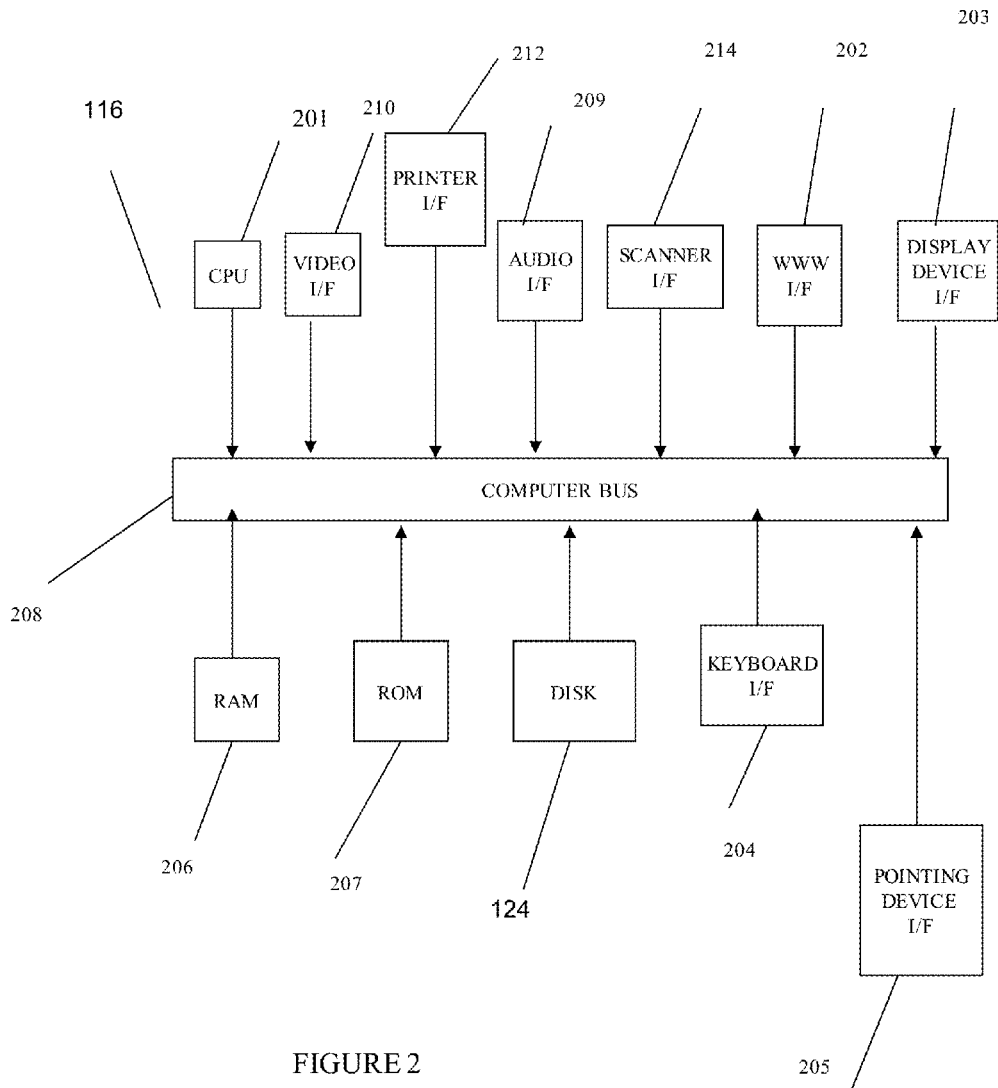 203
212
214
202
209
116
201
210
PRINTER
I/F
CPU
VIDEO
I/F
AUDIO
I/F
SCANNER
I/F
WWW
I/F
DISPLAY
DEVICE
I/F
COMPUTER BUS
208
RAM
ROM
DISK
KEYBOARD
I/F
206
207
124
204
POINTING
DEVICE
I/F
FIGURE 2
205